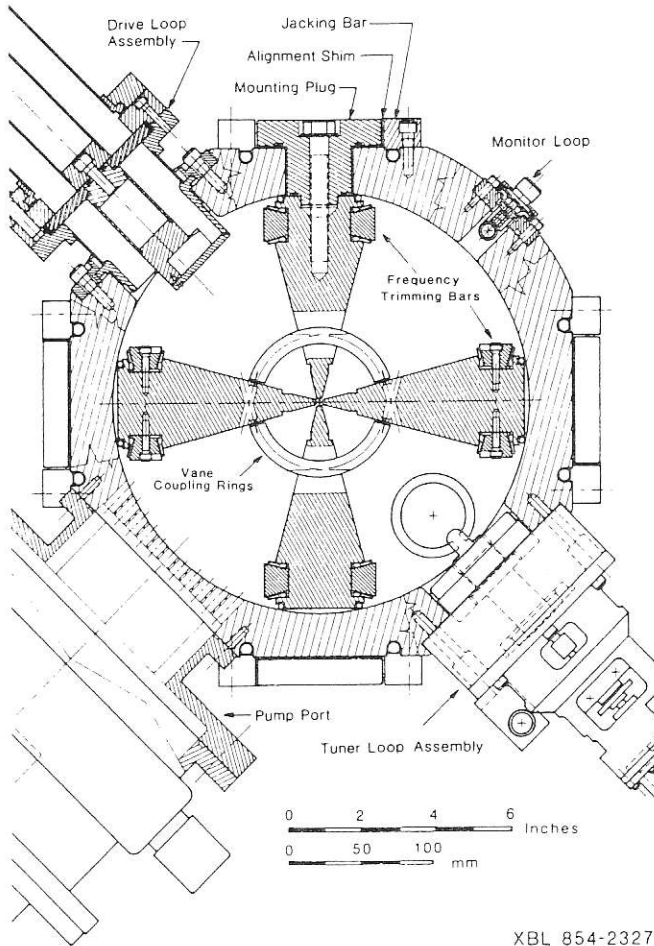 Drive Loop
Assembly
Jacking Bar
Alignment Shim
Mounting Plug
Monitor Loop
Frequency
Trimming Bars
Vane
Coupling Rings
Pump Port
Tuner Loop Assembly
0 2 4 6
Inches
0 50 100
mm
XBL 854-2327